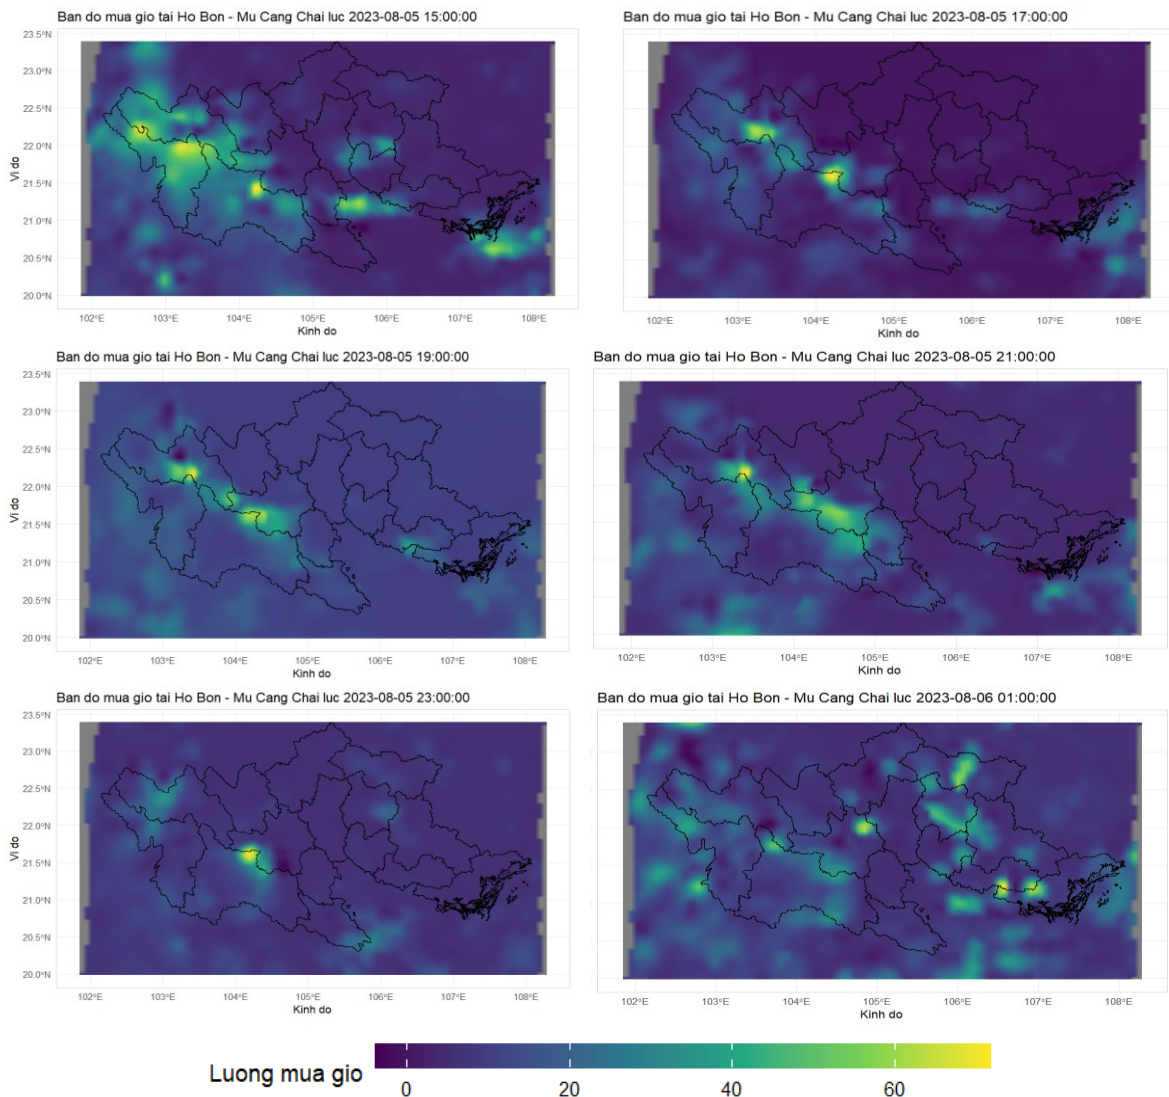 Ban do mua gio tai Ho Bon - Mu Cang Chai luc 2023-08-05 15:00:00
23.5°N
23.0°N
22.5°N
22.0°N
21.5°N
21.0°N
20.5°N
20.0°N
Vi do
102°E 103°E 104°E 105°E 106°E 107°E 108°E
Kinh do
Ban do mua gio tai Ho Bon - Mu Cang Chai luc 2023-08-05 17:00:00
102°E 103°E 104°E 105°E 106°E 107°E 108°E
Kinh do
Ban do mua gio tai Ho Bon - Mu Cang Chai luc 2023-08-05 19:00:00
23.5°N
23.0°N
22.5°N
22.0°N
21.5°N
21.0°N
20.5°N
20.0°N
Vi do
102°E 103°E 104°E 105°E 106°E 107°E 108°E
Kinh do
Ban do mua gio tai Ho Bon - Mu Cang Chai luc 2023-08-05 21:00:00
102°E 103°E 104°E 105°E 106°E 107°E 108°E
Kinh do
Ban do mua gio tai Ho Bon - Mu Cang Chai luc 2023-08-05 23:00:00
23.5°N
23.0°N
22.5°N
22.0°N
21.5°N
21.0°N
20.5°N
20.0°N
Vi do
102°E 103°E 104°E 105°E 106°E 107°E 108°E
Kinh do
Ban do mua gio tai Ho Bon - Mu Cang Chai luc 2023-08-06 01:00:00
102°E 103°E 104°E 105°E 106°E 107°E 108°E
Kinh do
Luong mua gio
0 20 40 60